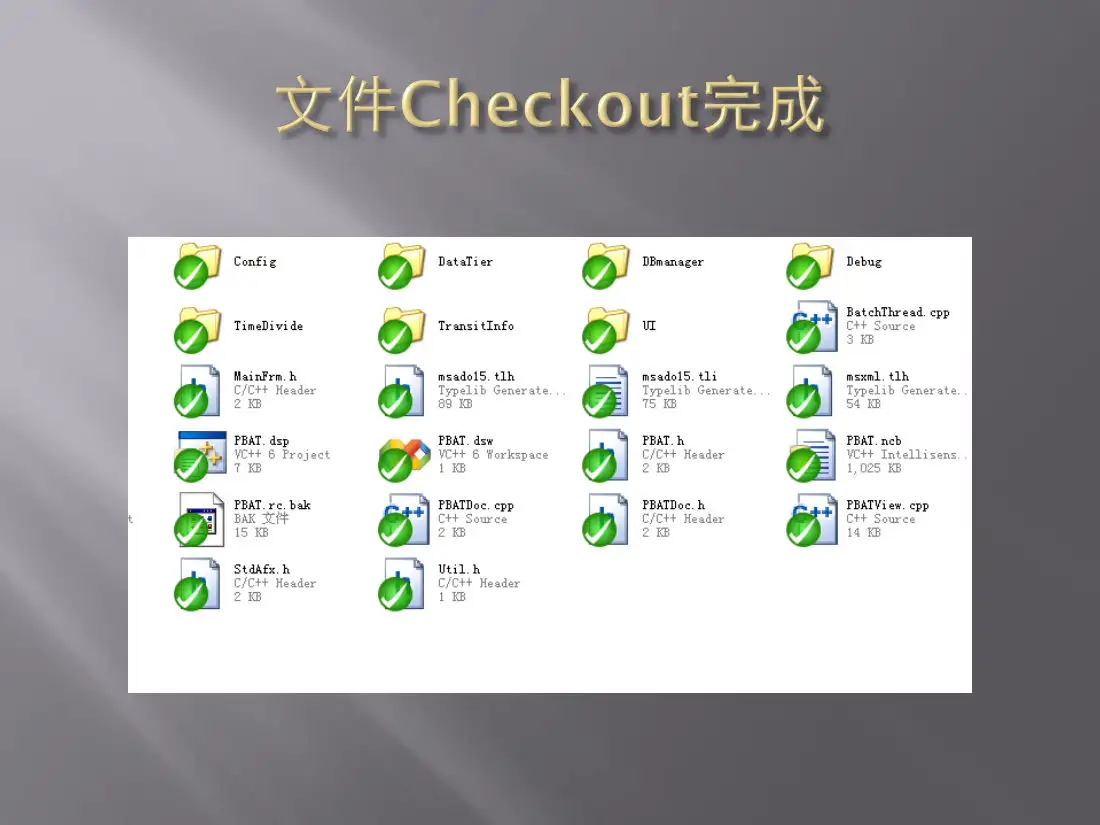 文件Checkout完成
Config
DataTier
DBmanager
Debug
TimeDivide
TransitInfo
UI
BatchThread.cpp
C++ Source
3 KB
MainFrm.h
C/C++ Header
2 KB
msado15.tlh
Typelib Generate...
89 KB
msado15.tli
Typelib Generate...
75 KB
msxml.tlh
Typelib Generate..
54 KB
PBAT.dsp
VC++ 6 Project
7 KB
PBAT.dsw
VC++ 6 Workspace
1 KB
PBAT.h
C/C++ Header
2 KB
PBAT.ncb
VC++ Intellisens..
1,025 KB
t
PBAT.rc.bak
BAK 文件
15 KB
PBATDoc.cpp
C++ Source
2 KB
PBATDoc.h
C/C++ Header
2 KB
PBATView.cpp
C++ Source
14 KB
StdAfx.h
C/C++ Header
2 KB
Util.h
C/C++ Header
1 KB